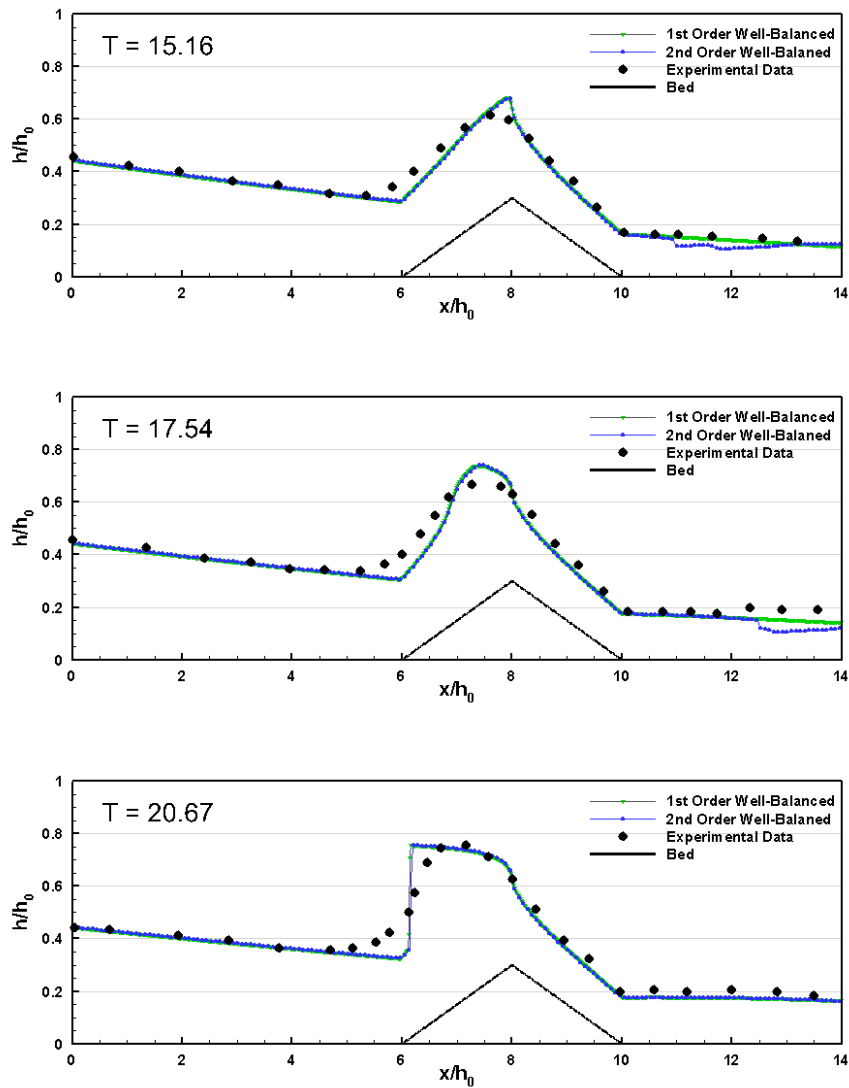 T = 15.16
1st Order Well-Balanced
2nd Order Well-Balaned
Experimental Data
Bed
h/h0
1
0.8
0.6
0.4
0.2
0
0 2 4 6 8 10 12 14
x/h0
T = 17.54
1st Order Well-Balanced
2nd Order Well-Balaned
Experimental Data
Bed
h/h0
1
0.8
0.6
0.4
0.2
0
0 2 4 6 8 10 12 14
x/h0
T = 20.67
1st Order Well-Balanced
2nd Order Well-Balaned
Experimental Data
Bed
h/h0
1
0.8
0.6
0.4
0.2
0
0 2 4 6 8 10 12 14
x/h0